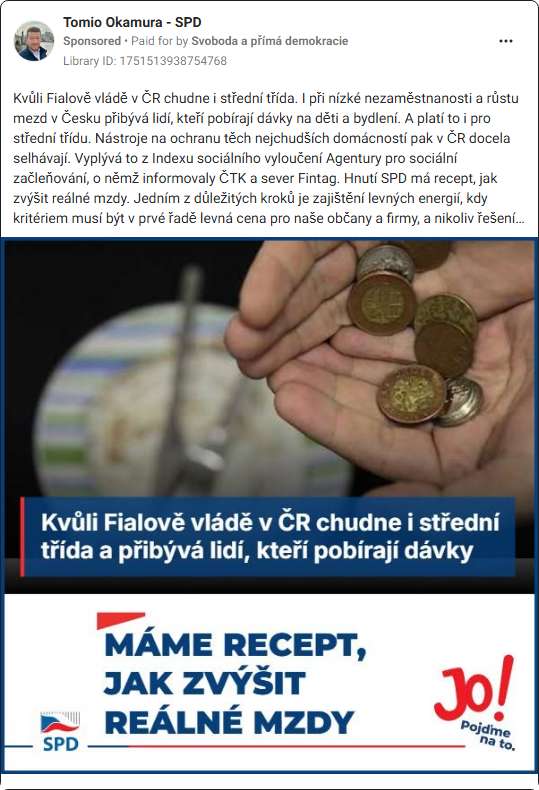 Tomio Okamura - SPD
Sponsored • Paid for by Svoboda a přímá demokracie
Library ID: 1751513938754768
Kvůli Fialově vládě v ČR chudne i střední třída. I při nízké nezaměstnanosti a růstu
mezd v Česku přibývá lidí, kteří pobírají dávky na děti a bydlení. A platí to i pro
střední třídu. Nástroje na ochranu těch nejchudších domácností pak v ČR docela
selhávají. Vyplývá to z Indexu sociálního vyloučení Agentury pro sociální
začleňování, o němž informovaly ČTK a sever Fintag. Hnutí SPD má recept, jak
zvýšit reálné mzdy. Jedním z důležitých kroků je zajištění levných energií, kdy
kritériem musí být v prvé řadě levná cena pro naše občany a firmy, a nikoliv řešení...
Kvůli Fialově vládě v ČR chudne i střední
třída a přibývá lidí, kteří pobírají dávky
MÁME RECEPT,
JAK ZVÝŠIT
REÁLNÉ MZDY
SPD
Jo!
Pojďme
na to.